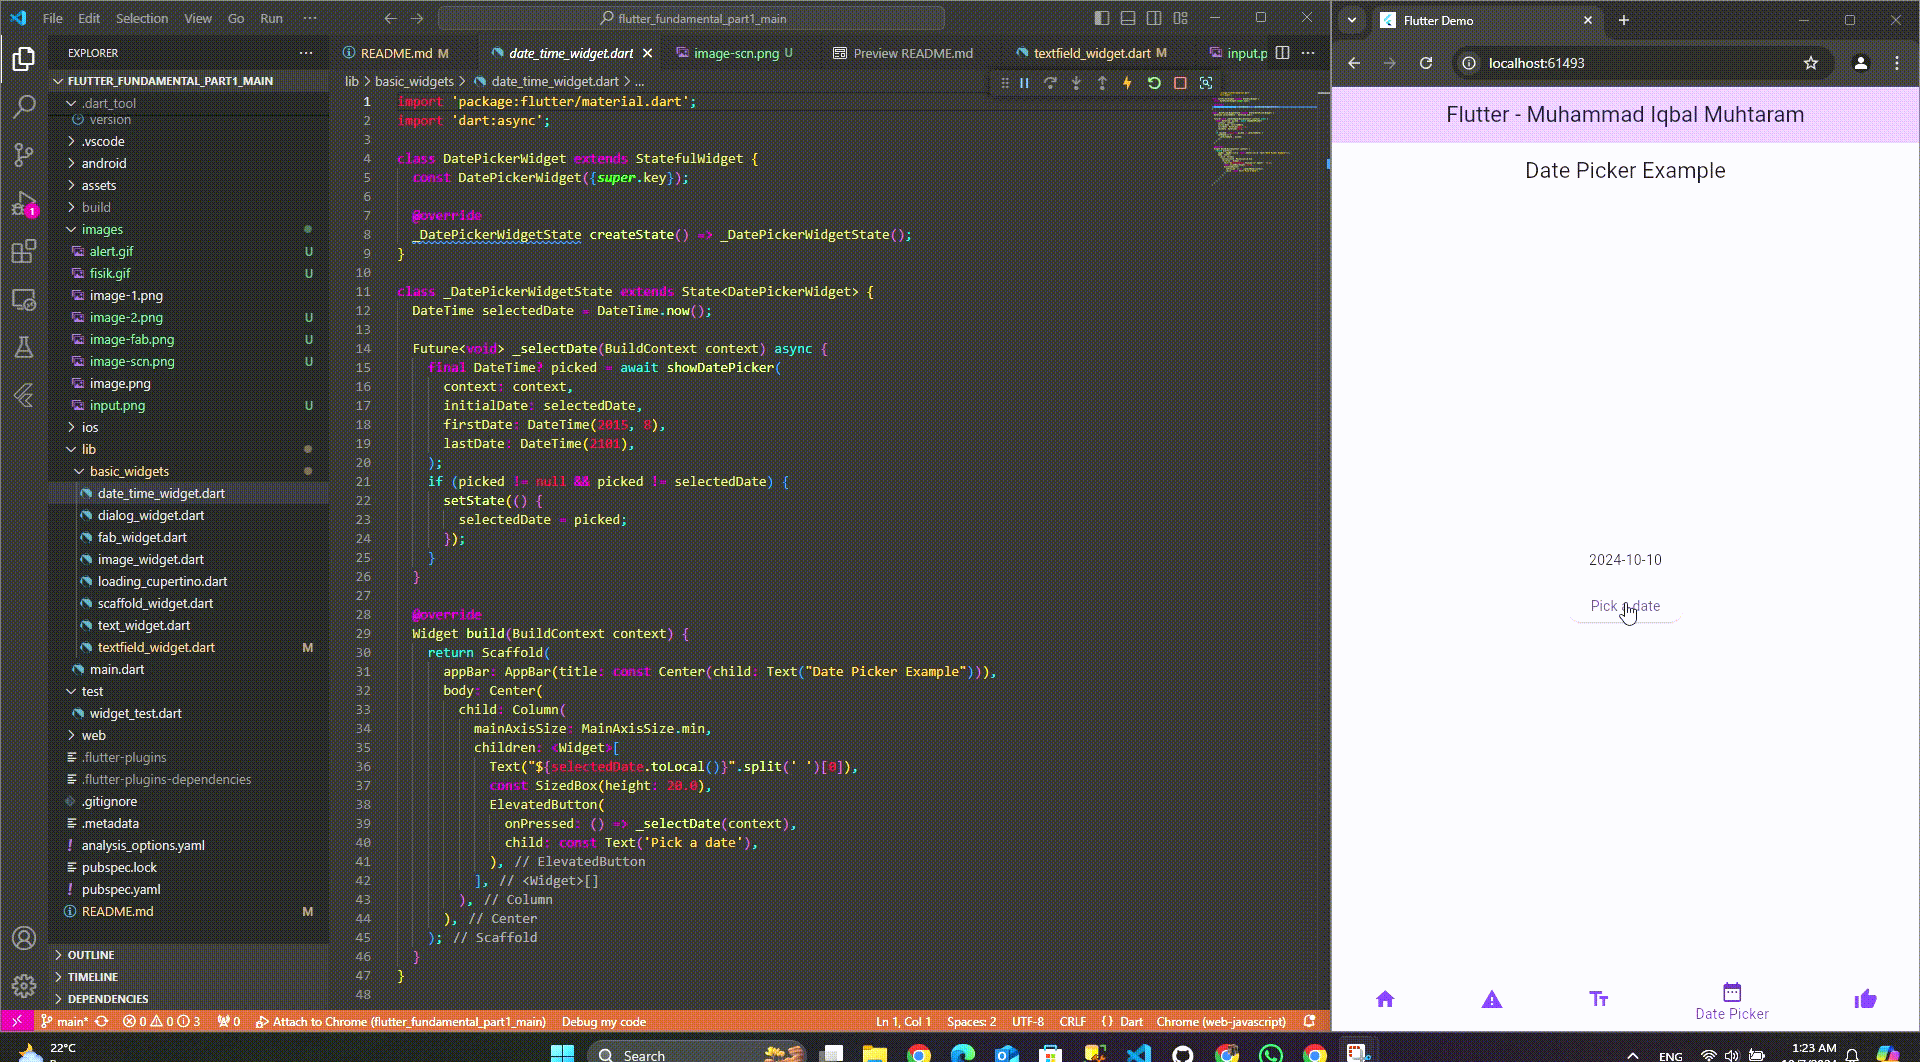 File Edit Selection View Go Run ···
flutter_fundamental_part1_main
EXPLORER
FLUTTER_FUNDAMENTAL_PART1_MAIN
.dart_tool
version
.vscode
android
assets
build
images
alert.gif U
fisik.gif U
image-1.png
image-2.png U
image-fab.png U
image-scn.png U
image.png
input.png U
ios
lib
basic_widgets
date_time_widget.dart
dialog_widget.dart
fab_widget.dart
image_widget.dart
loading_cupertino.dart
scaffold_widget.dart
text_widget.dart
textfield_widget.dart M
main.dart
test
widget_test.dart
web
.flutter-plugins
.flutter-plugins-dependencies
.gitignore
.metadata
analysis_options.yaml
pubspec.lock
pubspec.yaml
README.md M
OUTLINE
TIMELINE
DEPENDENCIES
1
README.md M date_time_widget.dart image-scn.png U Preview README.md textfield_widget.dart M input.p
lib > basic_widgets > date_time_widget.dart > ...
1 import 'package:flutter/material.dart';
2 import 'dart:async';
3
4 class DatePickerWidget extends StatefulWidget {
5 const DatePickerWidget({super.key});
6
7 @override
8 _DatePickerWidgetState createState() => _DatePickerWidgetState();
9 }
10
11 class _DatePickerWidgetState extends State<DatePickerWidget> {
12 DateTime selectedDate = DateTime.now();
13
14 Future<void> _selectDate(BuildContext context) async {
15 final DateTime? picked = await showDatePicker(
16 context: context,
17 initialDate: selectedDate,
18 firstDate: DateTime(2015, 8),
19 lastDate: DateTime(2101),
20 );
21 if (picked != null && picked != selectedDate) {
22 setState(() {
23 selectedDate = picked;
24 });
25 }
26 }
27
28 @override
29 Widget build(BuildContext context) {
30 return Scaffold(
31 appBar: AppBar(title: const Center(child: Text("Date Picker Example"))),
32 body: Center(
33 child: Column(
34 mainAxisSize: MainAxisSize.min,
35 children: <Widget>[
36 Text("${selectedDate.toLocal()}".split(' ')[0]),
37 const SizedBox(height: 20.0),
38 ElevatedButton(
39 onPressed: () => _selectDate(context),
40 child: const Text('Pick a date'),
41 ), // ElevatedButton
42 ], // <Widget>[]
43 ), // Column
44 ), // Center
45 ); // Scaffold
46 }
47 }
48
main* 0 0 3 0 Attach to Chrome (flutter_fundamental_part1_main) Debug my code Ln 1, Col 1 Spaces: 2 UTF-8 CRLF {} Dart Chrome (web-javascript)
Flutter Demo
localhost:61493
Flutter - Muhammad Iqbal Muhtaram
Date Picker Example
2024-10-10
Pick a date
Date Picker
22°C
Search
ENG
1:23 AM